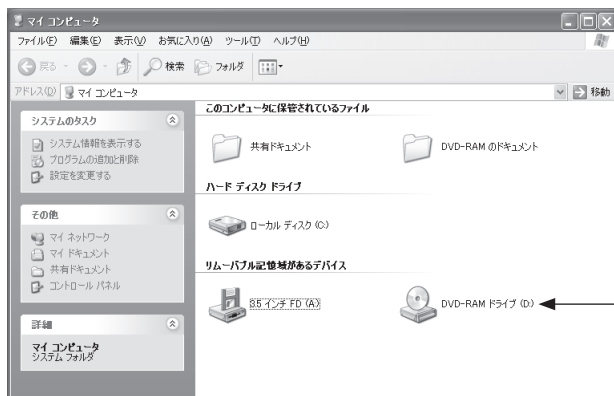 マイ コンピュータ
ファイル(F) 編集(E) 表示(V) お気に入り(A) ツール(T) ヘルプ(H)
戻る 検索 フォルダ
アドレス(D) マイ コンピュータ 移動
システムのタスク
システム情報を表示する
プログラムの追加と削除
設定を変更する
その他
マイ ネットワーク
マイ ドキュメント
共有ドキュメント
コントロール パネル
詳細
マイ コンピュータ
システム フォルダ
このコンピュータに保管されているファイル
共有ドキュメント DVD-RAM のドキュメント
ハード ディスク ドライブ
ローカル ディスク (C:)
リムーバブル記憶域があるデバイス
3.5 インチ FD (A:) DVD-RAM ドライブ (D:)